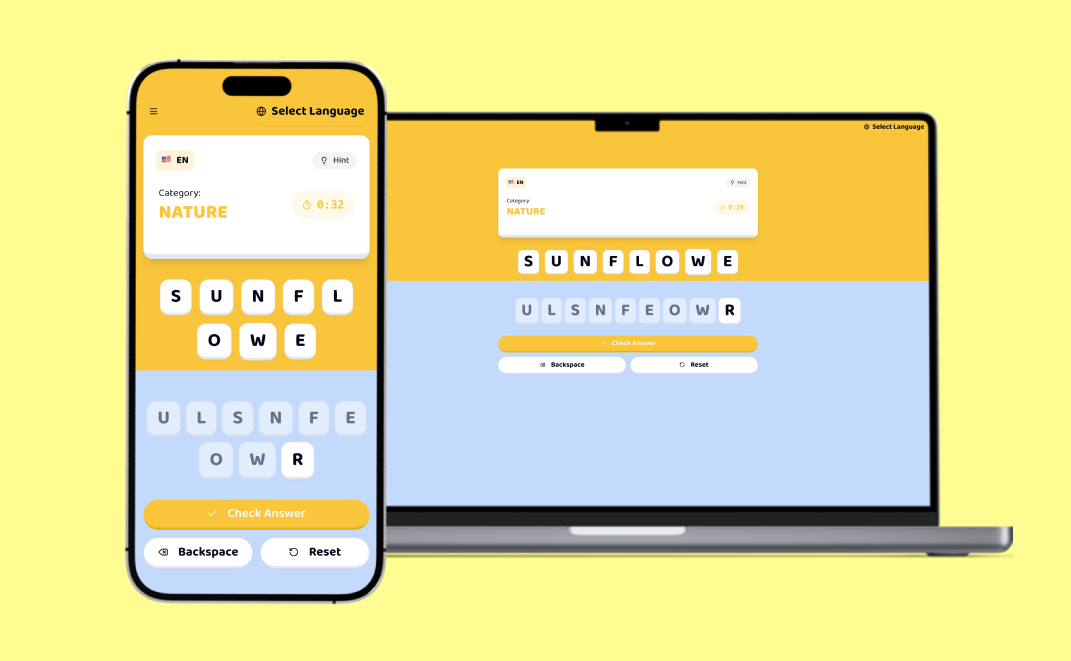 Select Language
EN
Hint
Category:
NATURE
0:32
S U N F L
O W E
U L S N F E
O W R
Check Answer
Backspace
Reset
Select Language
EN
Hint
Category:
NATURE
0:19
S U N F L O W E
U L S N F E O W R
Check Answer
Backspace
Reset